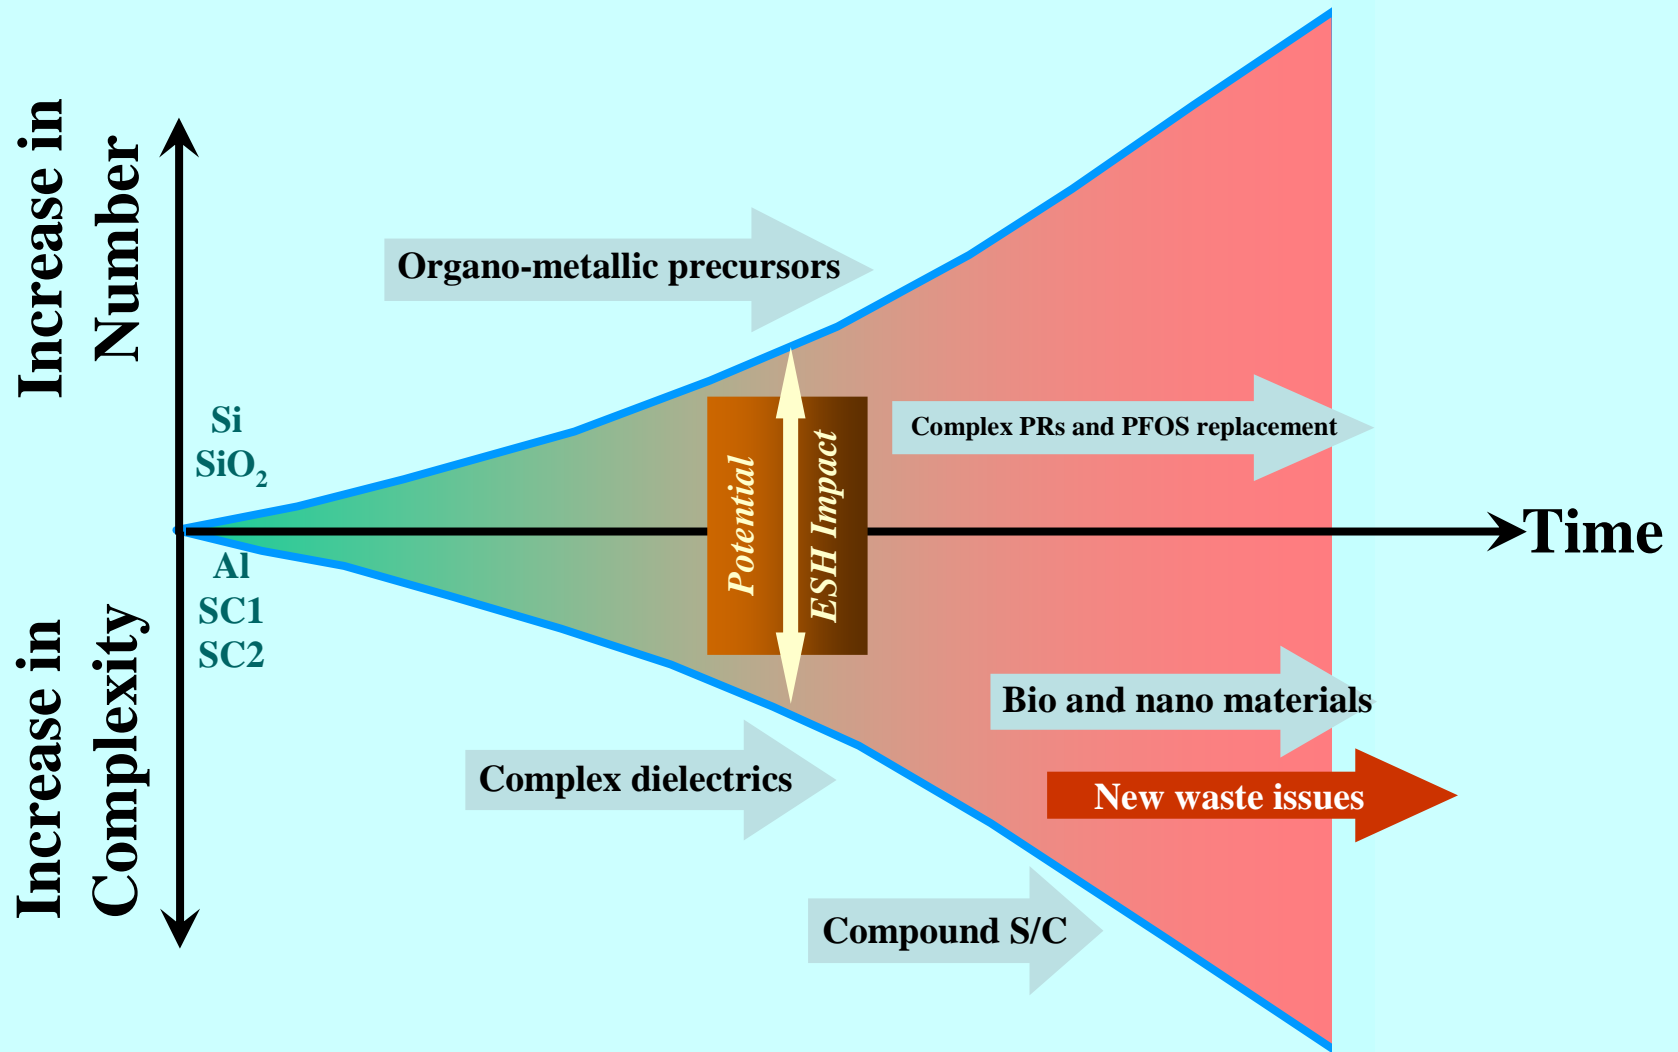 Increase in
Number
Organo-metallic precursors
Si
SiO₂
Complex PRs and PFOS replacement
Potential
ESH Impact
Time
Al
SC1
SC2
Increase in
Complexity
Bio and nano materials
Complex dielectrics
New waste issues
Compound S/C